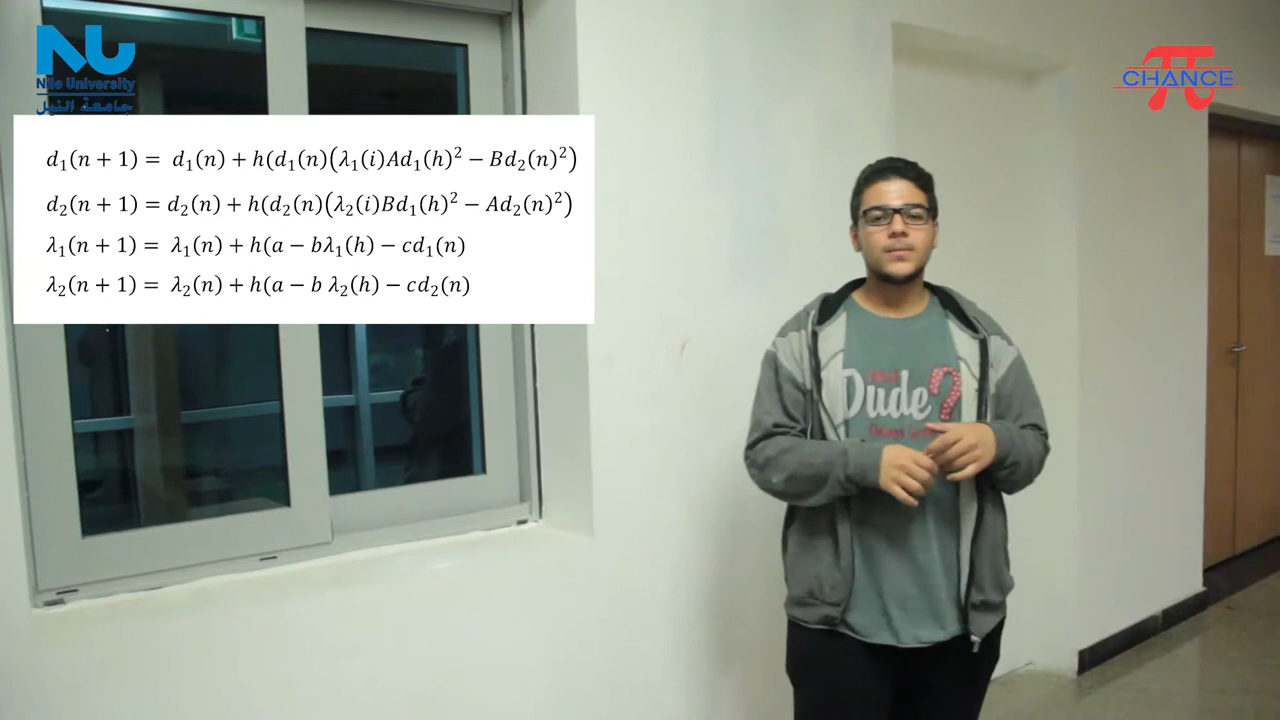 NU
Nile University
جامعة النيل
π
CHANCE
d₁(n + 1) = d₁(n) + h(d₁(n)(λ₁(i)Ad₁(h)² − Bd₂(n)²)
d₂(n + 1) = d₂(n) + h(d₂(n)(λ₂(i)Bd₁(h)² − Ad₂(n)²)
λ₁(n + 1) = λ₁(n) + h(a − bλ₁(h) − cd₁(n)
λ₂(n + 1) = λ₂(n) + h(a − b λ₂(h) − cd₂(n)
Dude?